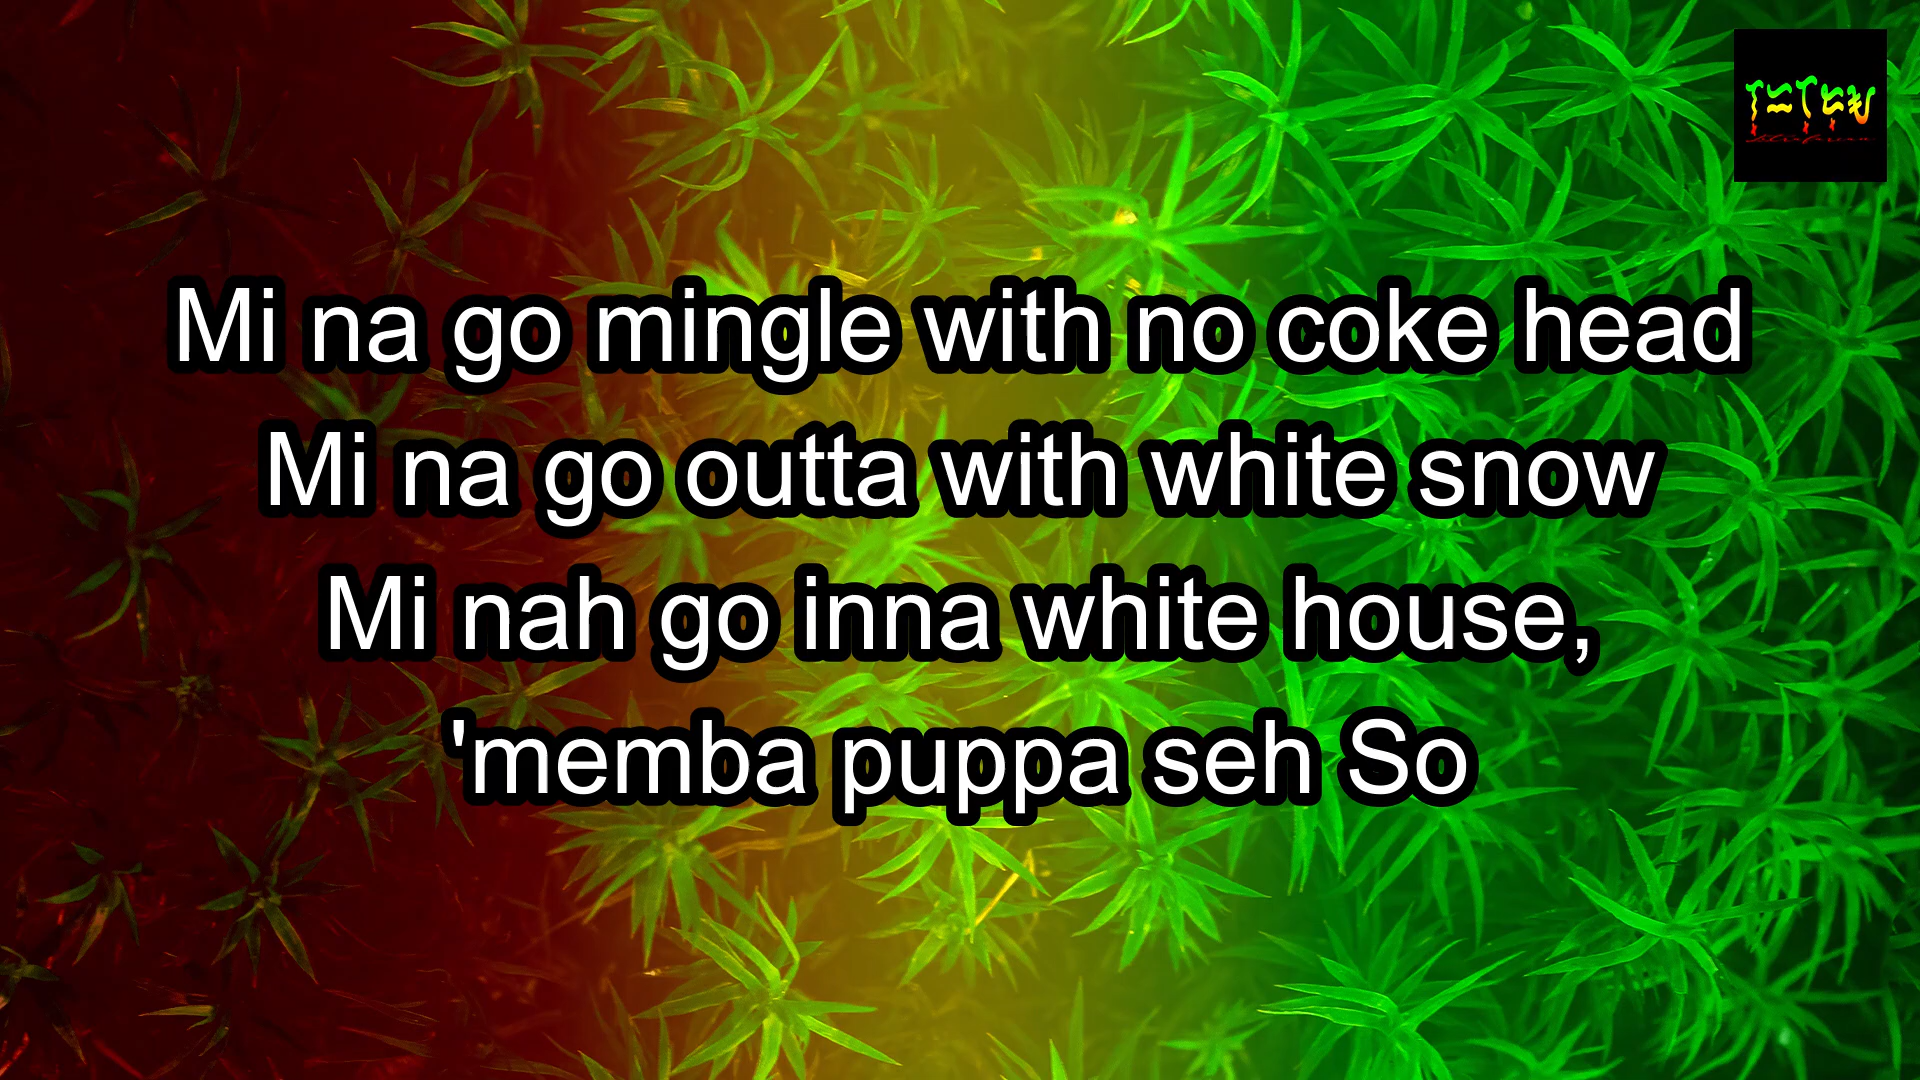 Mi na go mingle with no coke head
Mi na go outta with white snow
Mi nah go inna white house,
'memba puppa seh So